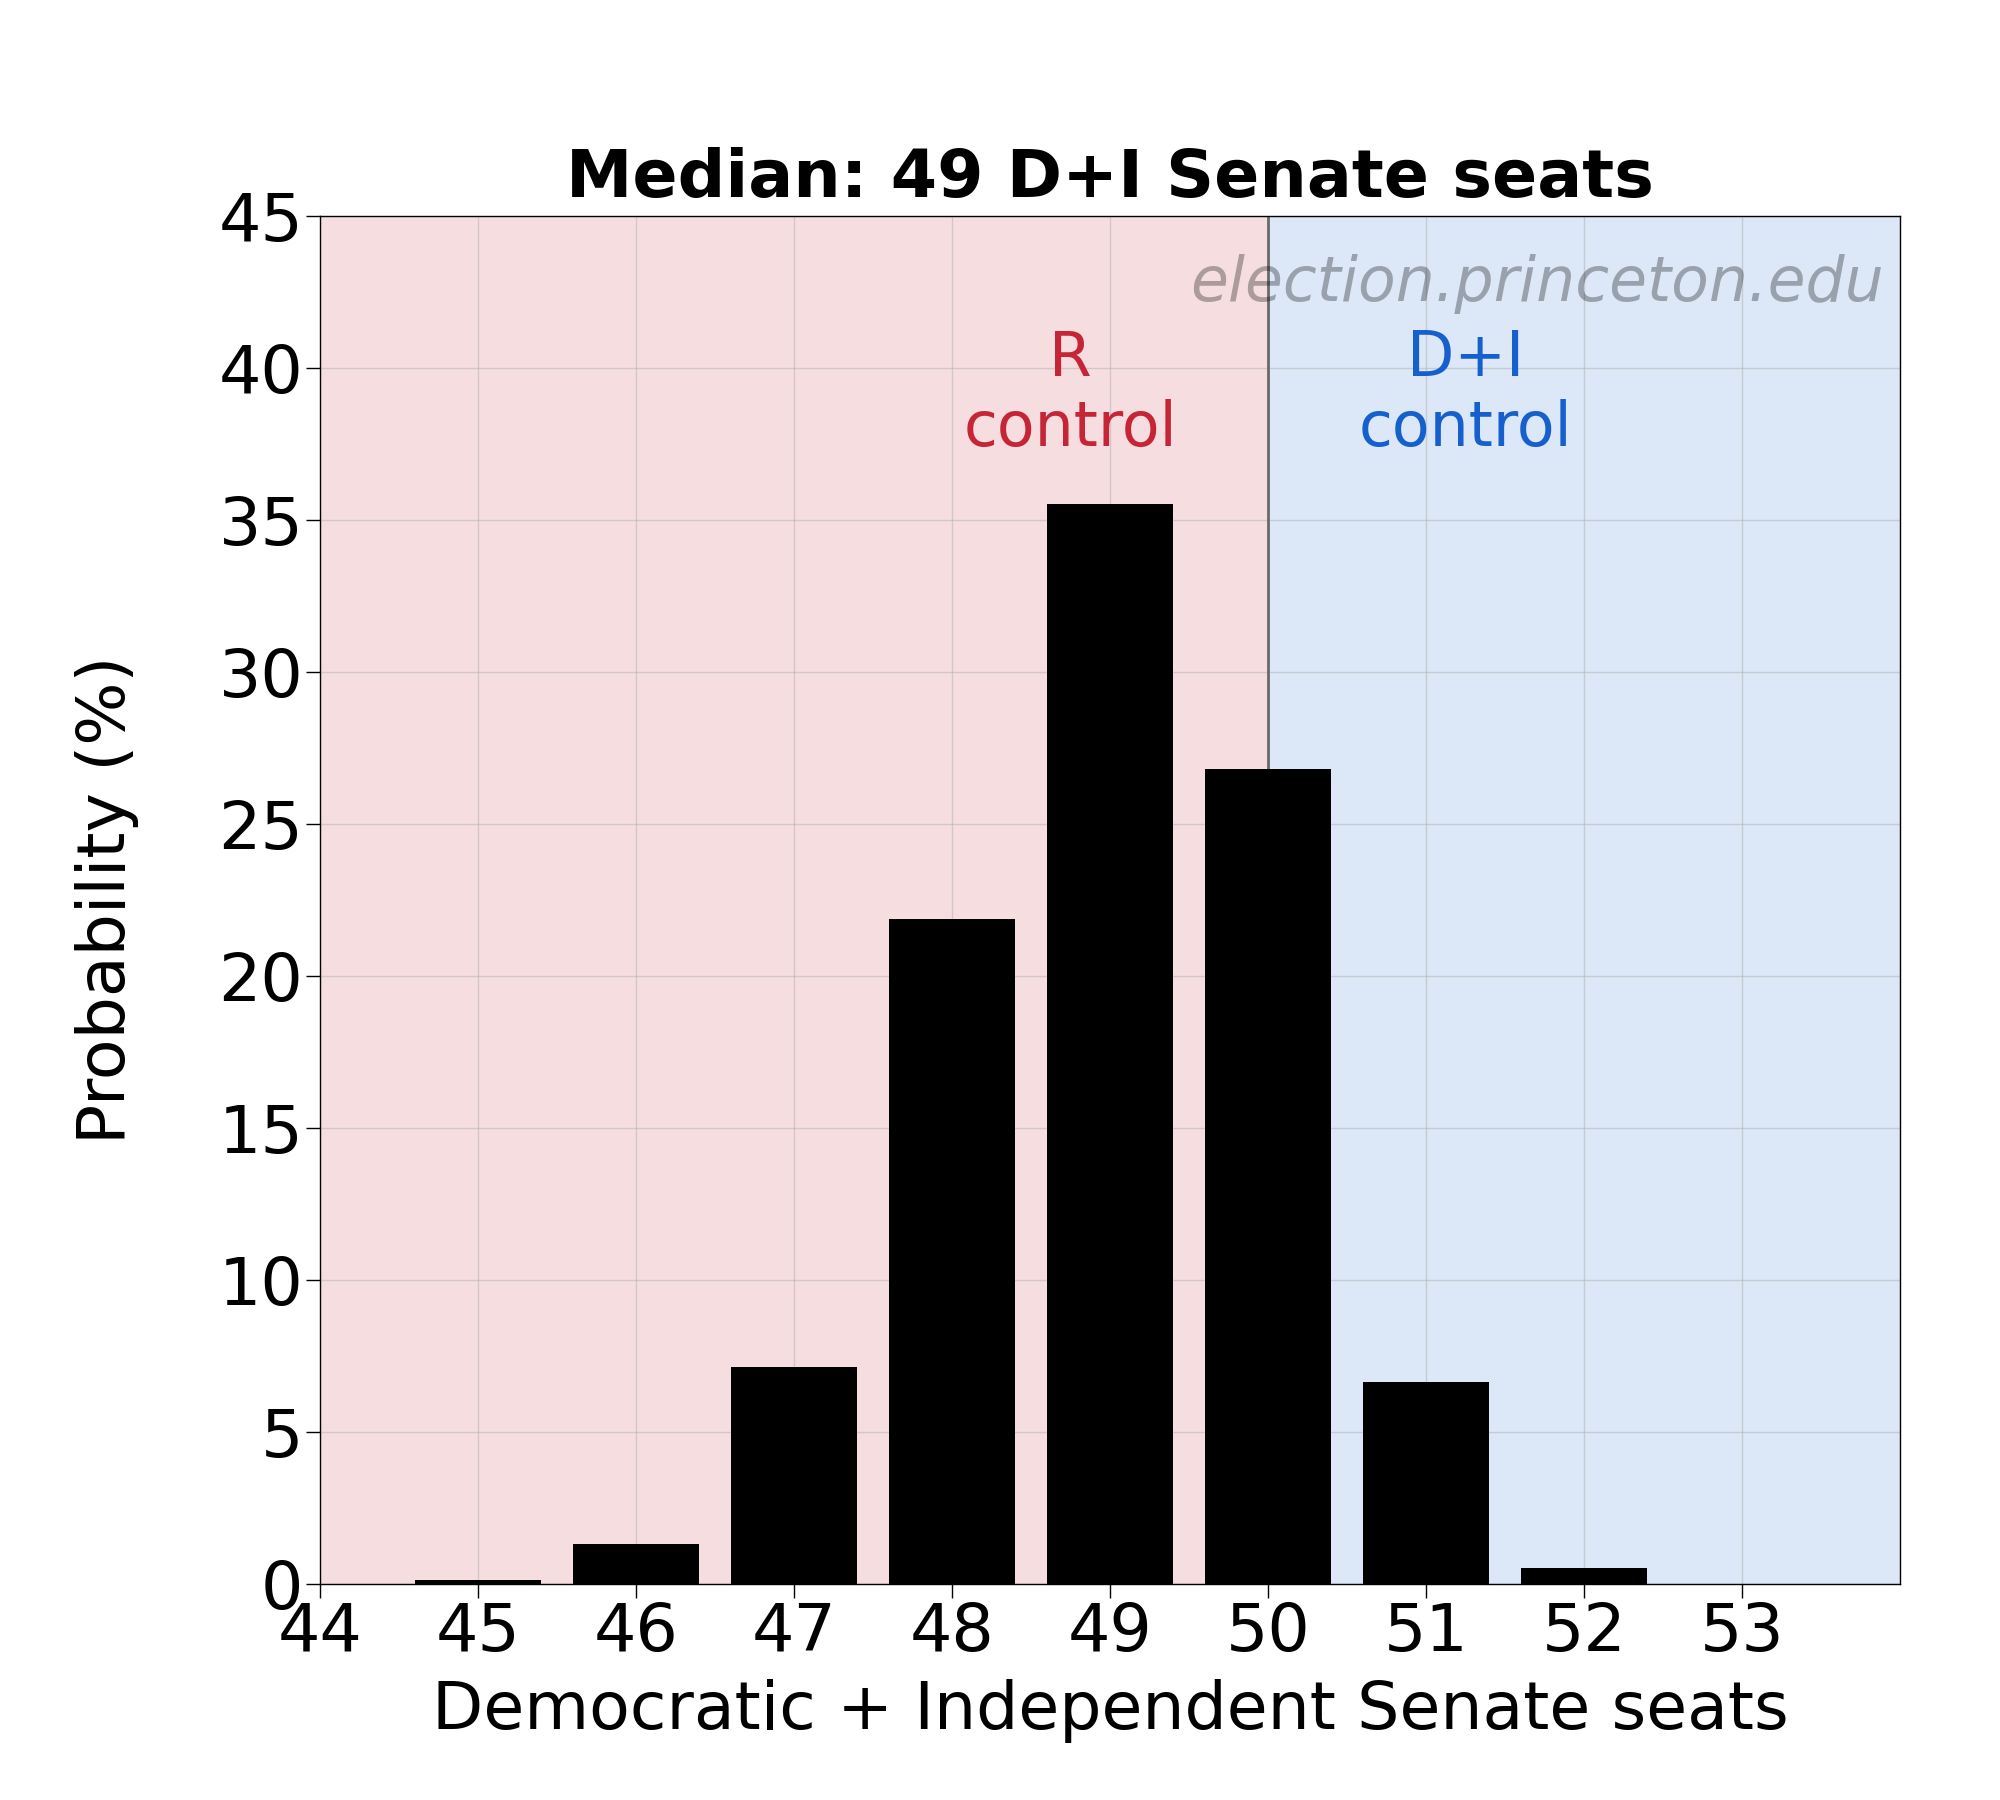 Median: 49 D+I Senate seats
election.princeton.edu
R
control
D+I
control
45
40
35
30
25
20
15
10
5
0
Probability (%)
44 45 46 47 48 49 50 51 52 53
Democratic + Independent Senate seats